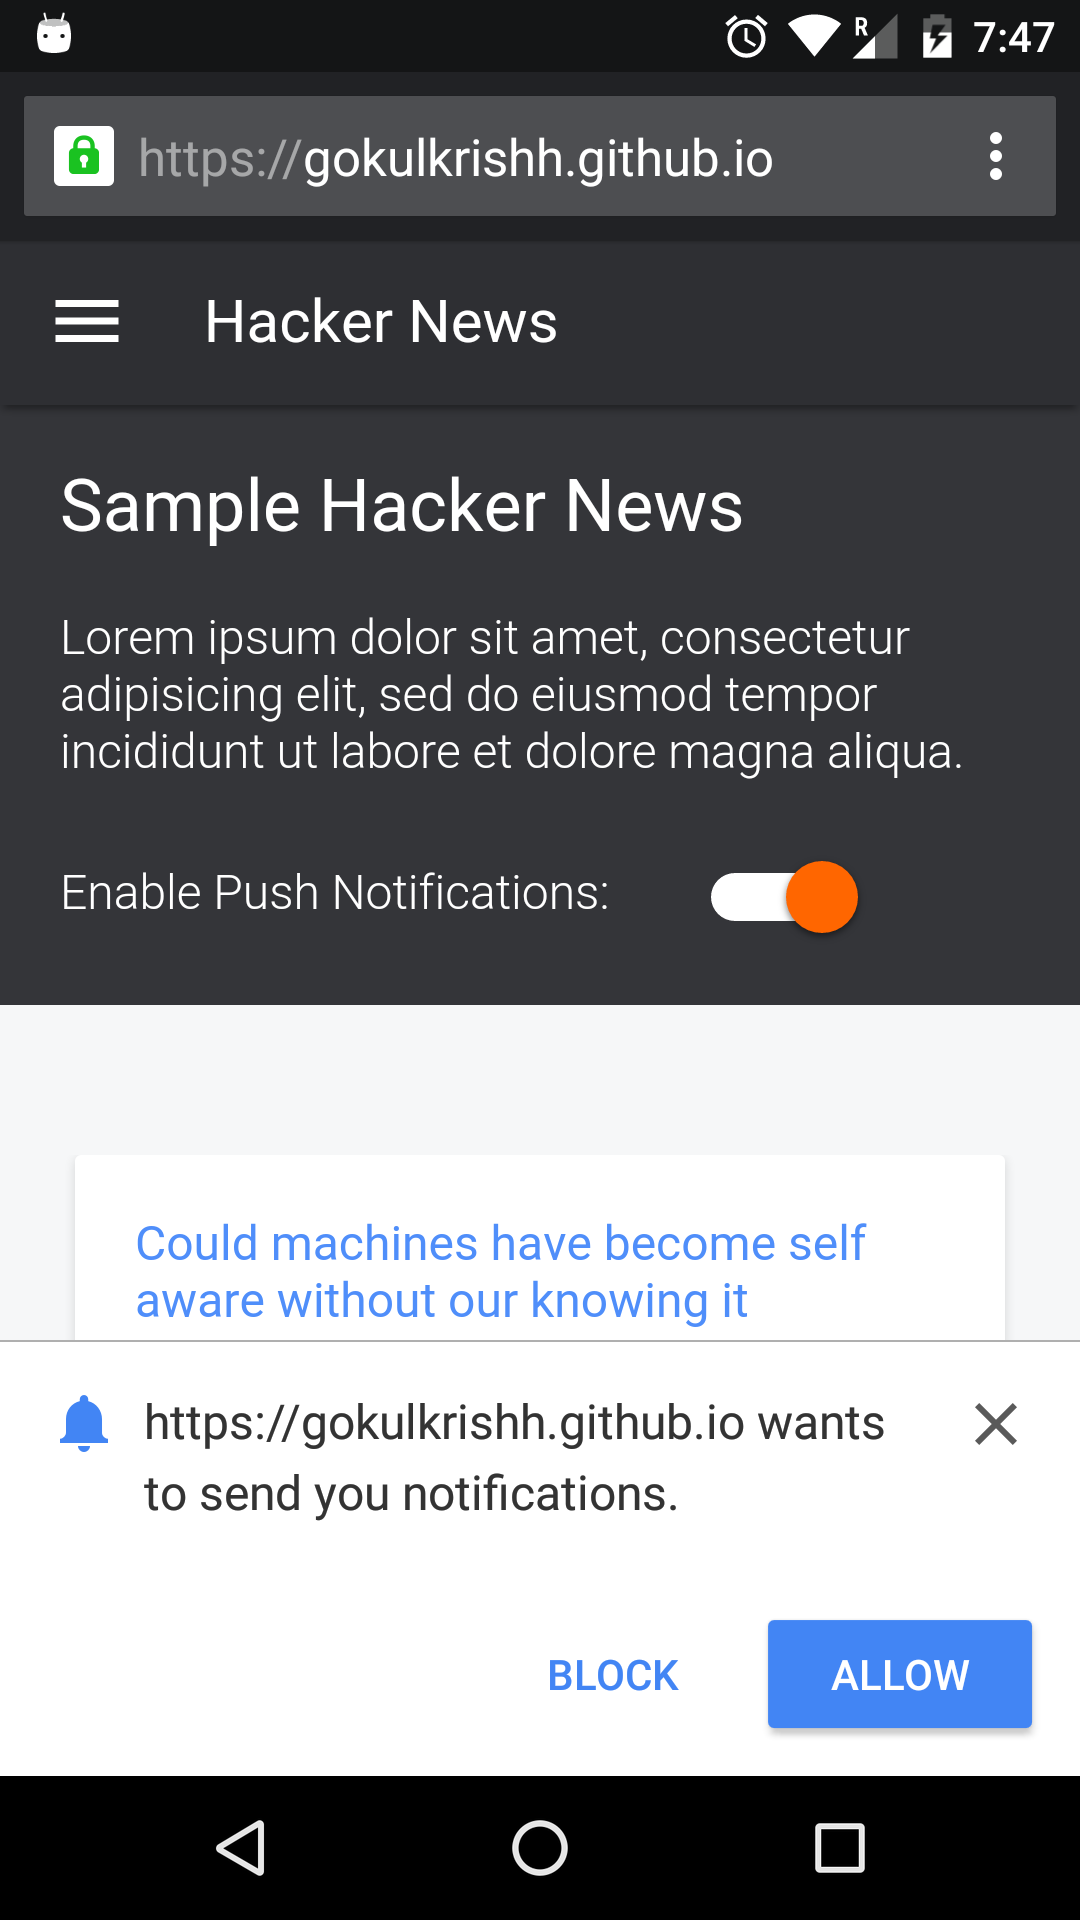 R 7:47
https://gokulkrishh.github.io
Hacker News
Sample Hacker News
Lorem ipsum dolor sit amet, consectetur
adipisicing elit, sed do eiusmod tempor
incididunt ut labore et dolore magna aliqua.
Enable Push Notifications:
Could machines have become self
aware without our knowing it
https://gokulkrishh.github.io wants
to send you notifications.
BLOCK ALLOW